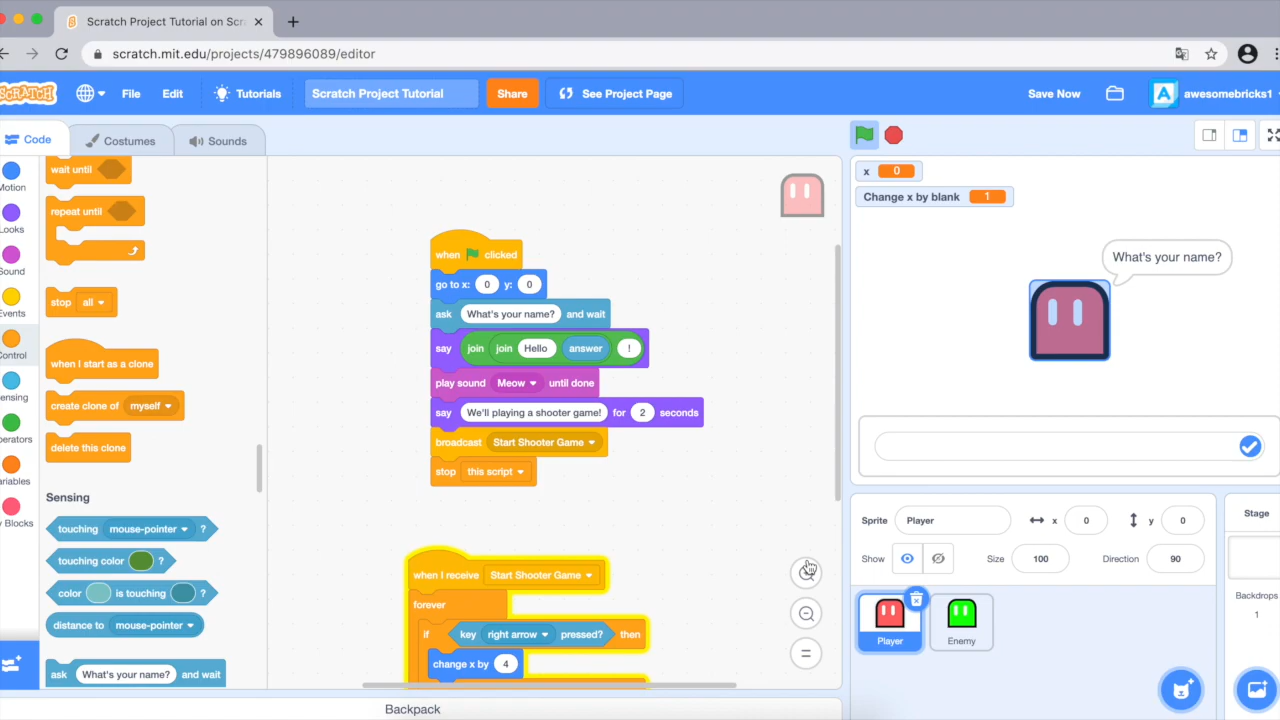 Scratch Project Tutorial on Scr
scratch.mit.edu/projects/479896089/editor
SCRATCH File Edit Tutorials Scratch Project Tutorial Share See Project Page Save Now A awesomebricks1
Code Costumes Sounds
Motion
Looks
Sound
Events
Control
ensing
perators
ariables
y Blocks
wait until
repeat until
stop all
when I start as a clone
create clone of myself
delete this clone
Sensing
touching mouse-pointer ?
touching color ?
color is touching ?
distance to mouse-pointer
ask What's your name? and wait
when clicked
go to x: 0 y: 0
ask What's your name? and wait
say join join Hello answer !
play sound Meow until done
say We'll playing a shooter game! for 2 seconds
broadcast Start Shooter Game
stop this script
when I receive Start Shooter Game
forever
if key right arrow pressed? then
change x by 4
Backpack
x 0
Change x by blank 1
What's your name?
Sprite Player x 0 y 0
Show Size 100 Direction 90
Player
Enemy
Stage
Backdrops
1